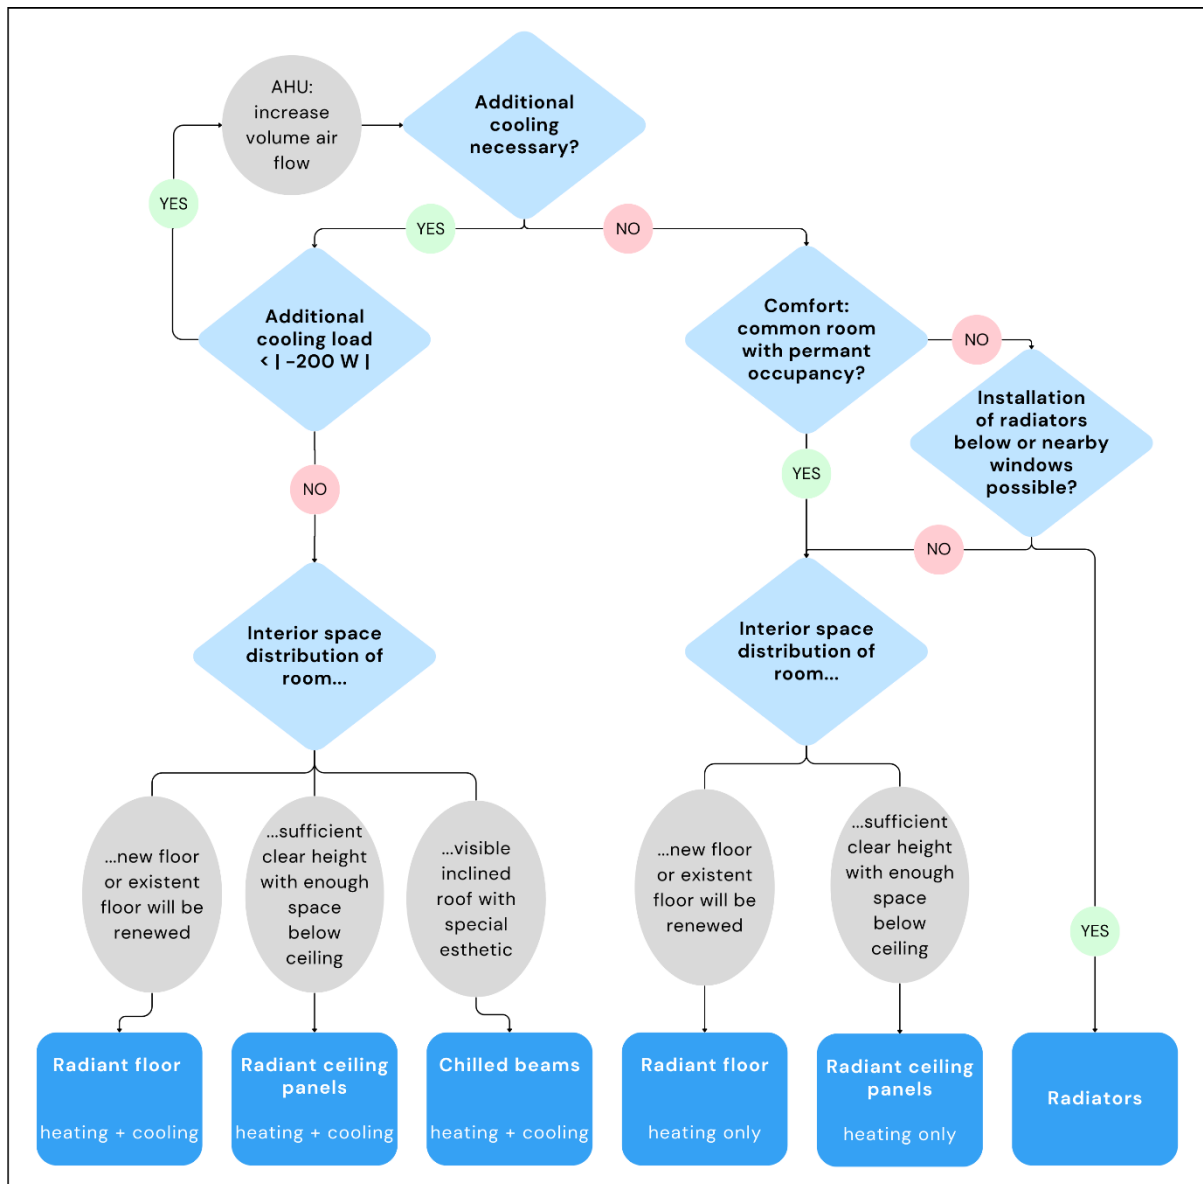 AHU:
increase
volume air
flow
Additional
cooling
necessary?
YES
YES
NO
Additional
cooling load
< | -200 W |
Comfort:
common room
with permant
occupancy?
NO
Installation
of radiators
below or nearby
windows
possible?
NO
YES
NO
Interior space
distribution of
room...
Interior space
distribution of
room...
...new floor
or existent
floor will be
renewed
...sufficient
clear height
with enough
space
below
ceiling
...visible
inclined
roof with
special
esthetic
...new floor
or existent
floor will be
renewed
...sufficient
clear height
with enough
space
below
ceiling
YES
Radiant floor
heating + cooling
Radiant ceiling
panels
heating + cooling
Chilled beams
heating + cooling
Radiant floor
heating only
Radiant ceiling
panels
heating only
Radiators